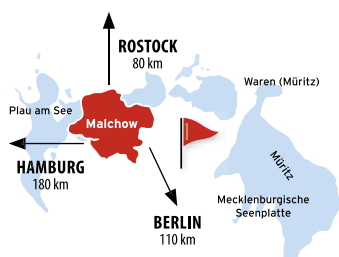 ROSTOCK
80 km
Waren (Müritz)
Plau am See
Malchow
HAMBURG
180 km
Müritz
Mecklenburgische
Seenplatte
BERLIN
110 km